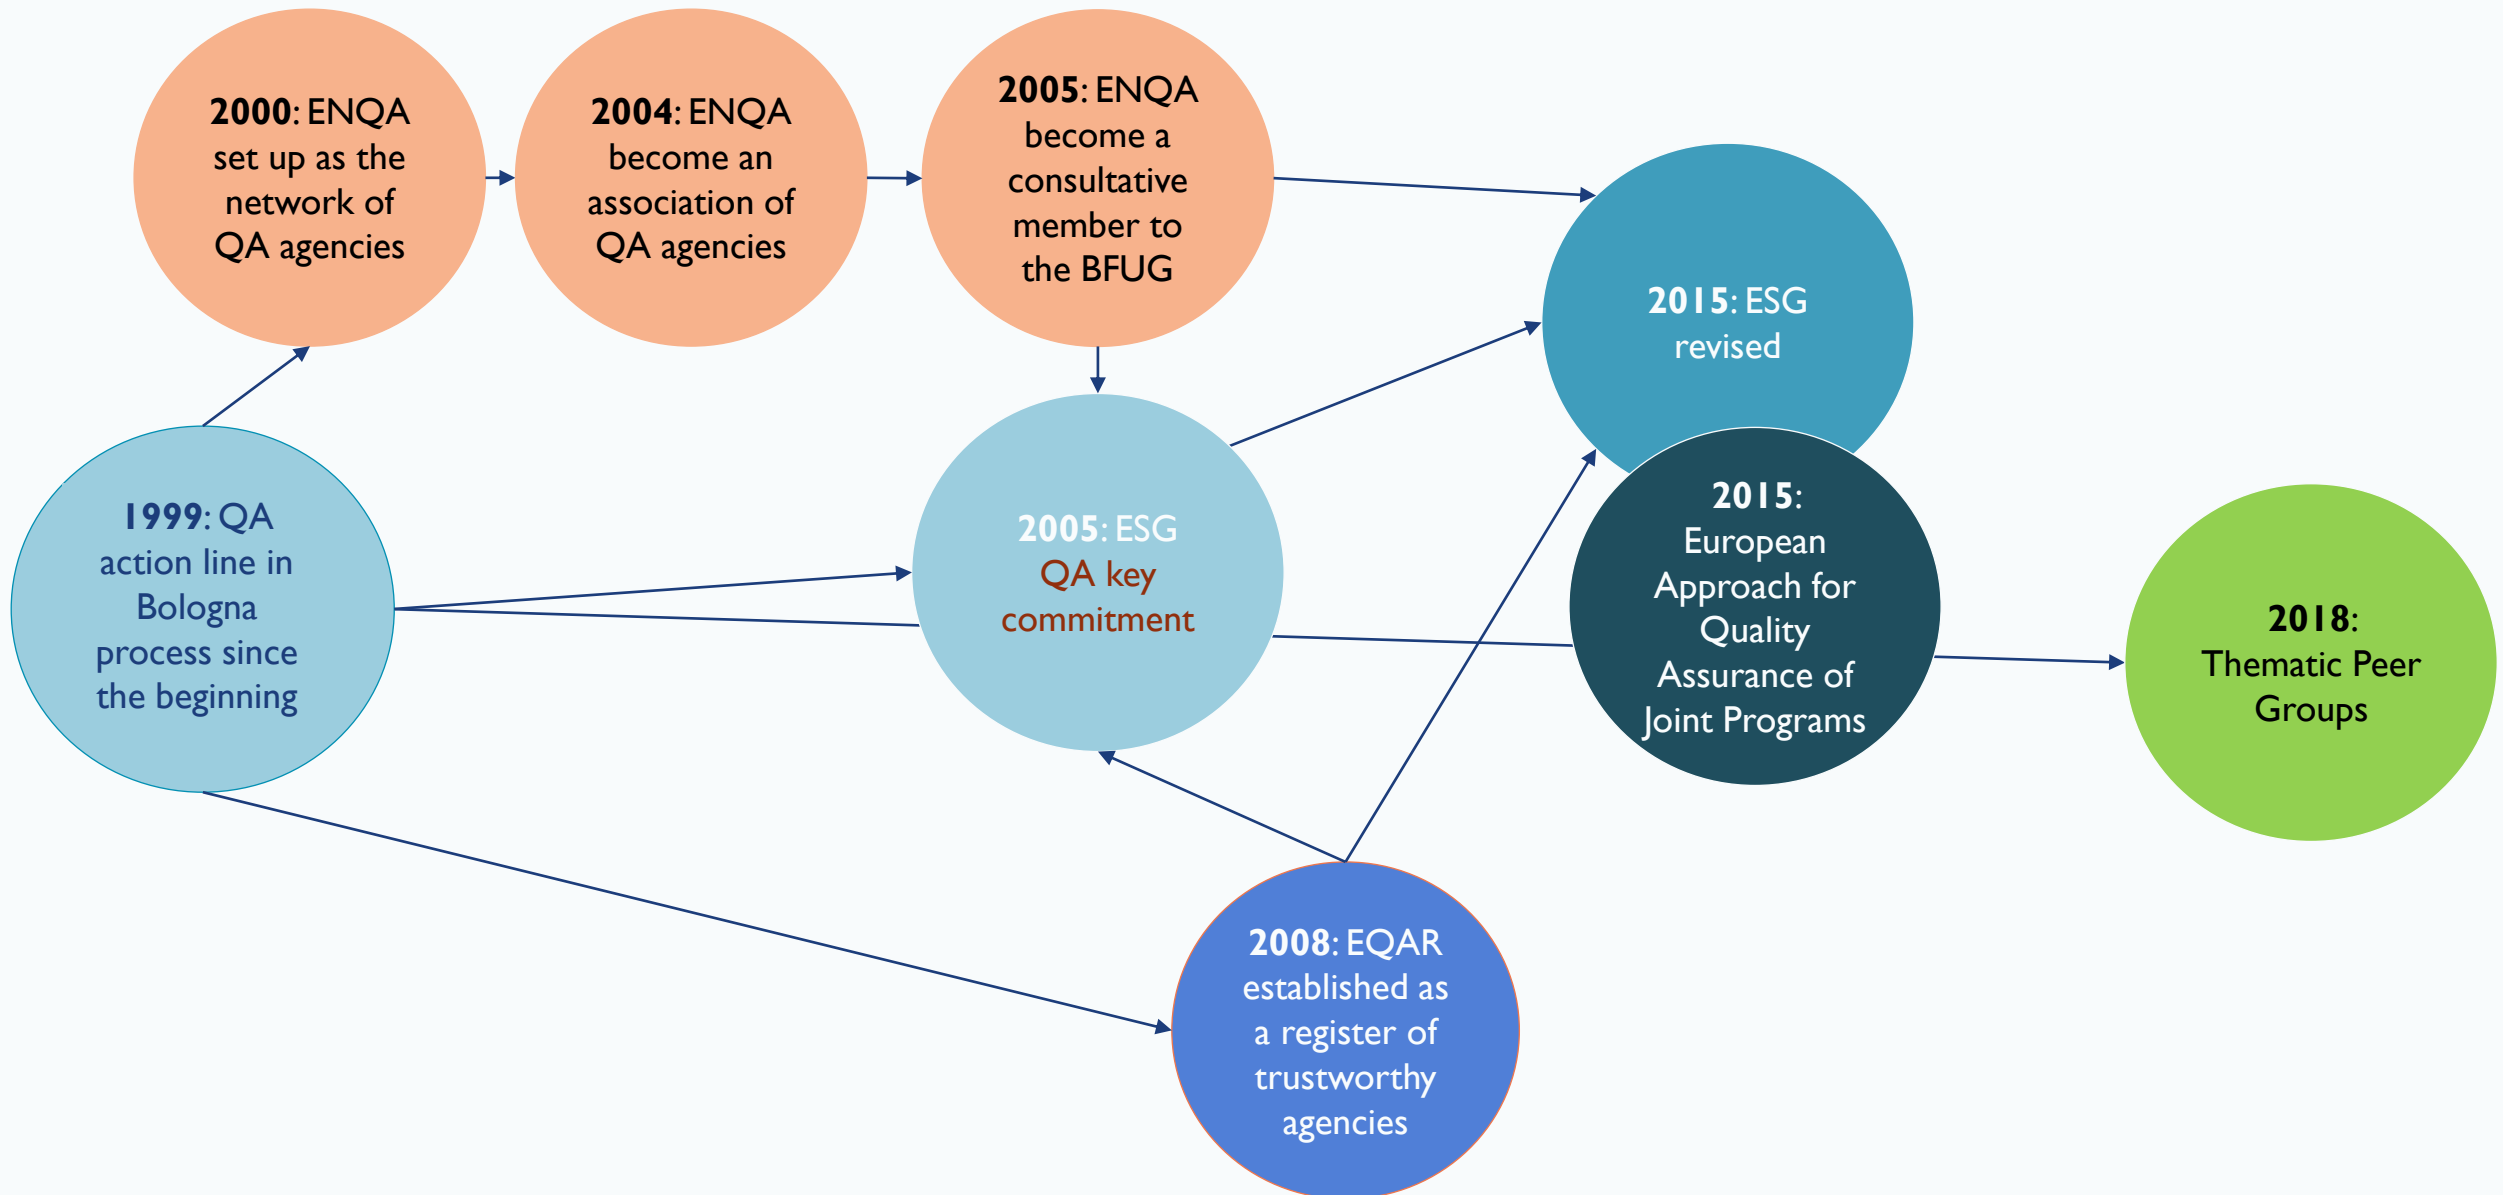 2000: ENQA
set up as the
network of
QA agencies
2004: ENQA
become an
association of
QA agencies
2005: ENQA
become a
consultative
member to
the BFUG
2015: ESG
revised
1999: QA
action line in
Bologna
process since
the beginning
2005: ESG
QA key
commitment
2015:
European
Approach for
Quality
Assurance of
Joint Programs
2018:
Thematic Peer
Groups
2008: EQAR
established as
a register of
trustworthy
agencies